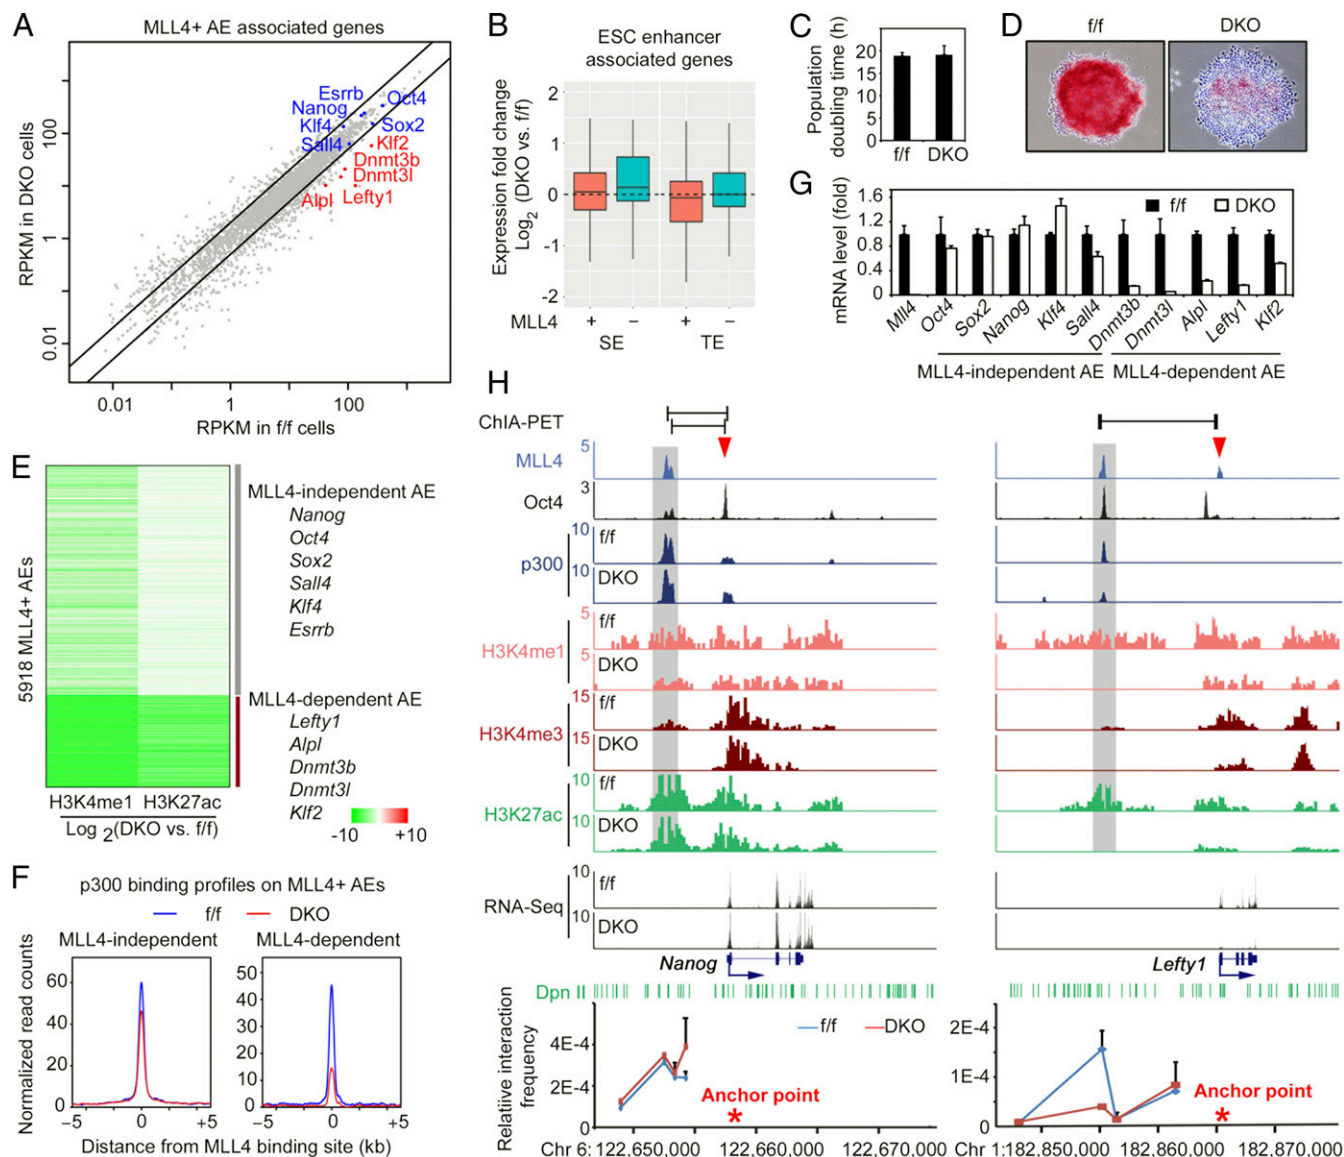 A
MLL4+ AE associated genes
RPKM in DKO cells
100
1
0.01
0.01
1
100
RPKM in f/f cells
Esrrb
Nanog
Oct4
Klf4
Sox2
Sall4
Klf2
Dnmt3b
Dnmt3l
Alpl
Lefty1
B
ESC enhancer
associated genes
Expression fold change
Log2 (DKO vs. f/f)
2
1
0
-1
-2
MLL4
+
−
+
−
SE
TE
C
Population
doubling time (h)
20
15
10
5
0
f/f
DKO
D
f/f
DKO
G
mRNA level (fold)
1.6
1.2
0.8
0.4
0
f/f
DKO
Mll4
Oct4
Sox2
Nanog
Klf4
Sall4
Dnmt3b
Dnmt3l
Alpl
Lefty1
Klf2
MLL4-independent AE
MLL4-dependent AE
E
5918 MLL4+ AEs
MLL4-independent AE
Nanog
Oct4
Sox2
Sall4
Klf4
Esrrb
MLL4-dependent AE
Lefty1
Alpl
Dnmt3b
Dnmt3l
Klf2
H3K4me1
H3K27ac
Log 2(DKO vs. f/f)
-10
+10
F
p300 binding profiles on MLL4+ AEs
f/f
DKO
MLL4-independent
MLL4-dependent
Normalized read counts
60
40
20
0
50
40
30
20
10
0
−5
0
+5
−5
0
+5
Distance from MLL4 binding site (kb)
H
ChIA-PET
MLL4
5
Oct4
3
p300
10
f/f
10
DKO
H3K4me1
5
f/f
5
DKO
H3K4me3
15
f/f
15
DKO
H3K27ac
10
f/f
10
DKO
RNA-Seq
10
f/f
10
DKO
Nanog
Lefty1
Dpn II
Relative interaction
frequency
4E-4
2E-4
0
f/f
DKO
Anchor point
*
Chr 6: 122,650,000
122,660,000
122,670,000
2E-4
1E-4
0
Anchor point
*
Chr 1:182,850,000
182,860,000
182,870,000